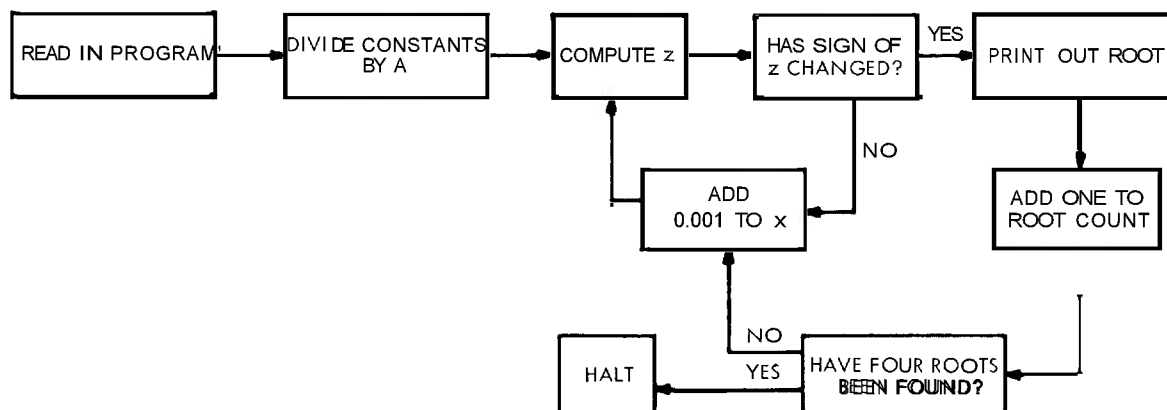 READ IN PROGRAM
DIVIDE CONSTANTS
BY A
COMPUTE z
HAS SIGN OF
z CHANGED?
YES
PRINT OUT ROOT
NO
ADD
0.001 TO x
ADD ONE TO
ROOT COUNT
NO
YES
HALT
HAVE FOUR ROOTS
BEEN FOUND?